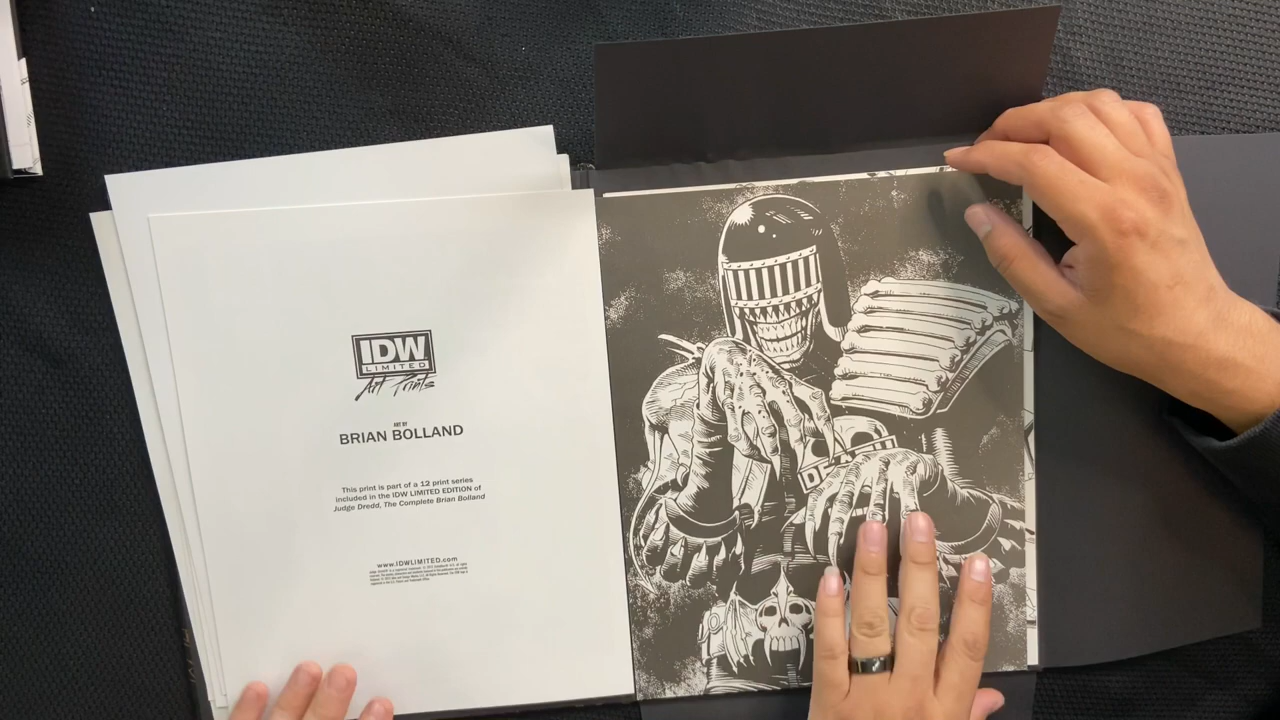 IDW
LIMITED
Art Prints
ART BY
BRIAN BOLLAND
This print is part of a 12 print series
included in the IDW LIMITED EDITION of
Judge Dredd, The Complete Brian Bolland
www.IDWLIMITED.com
DEATH